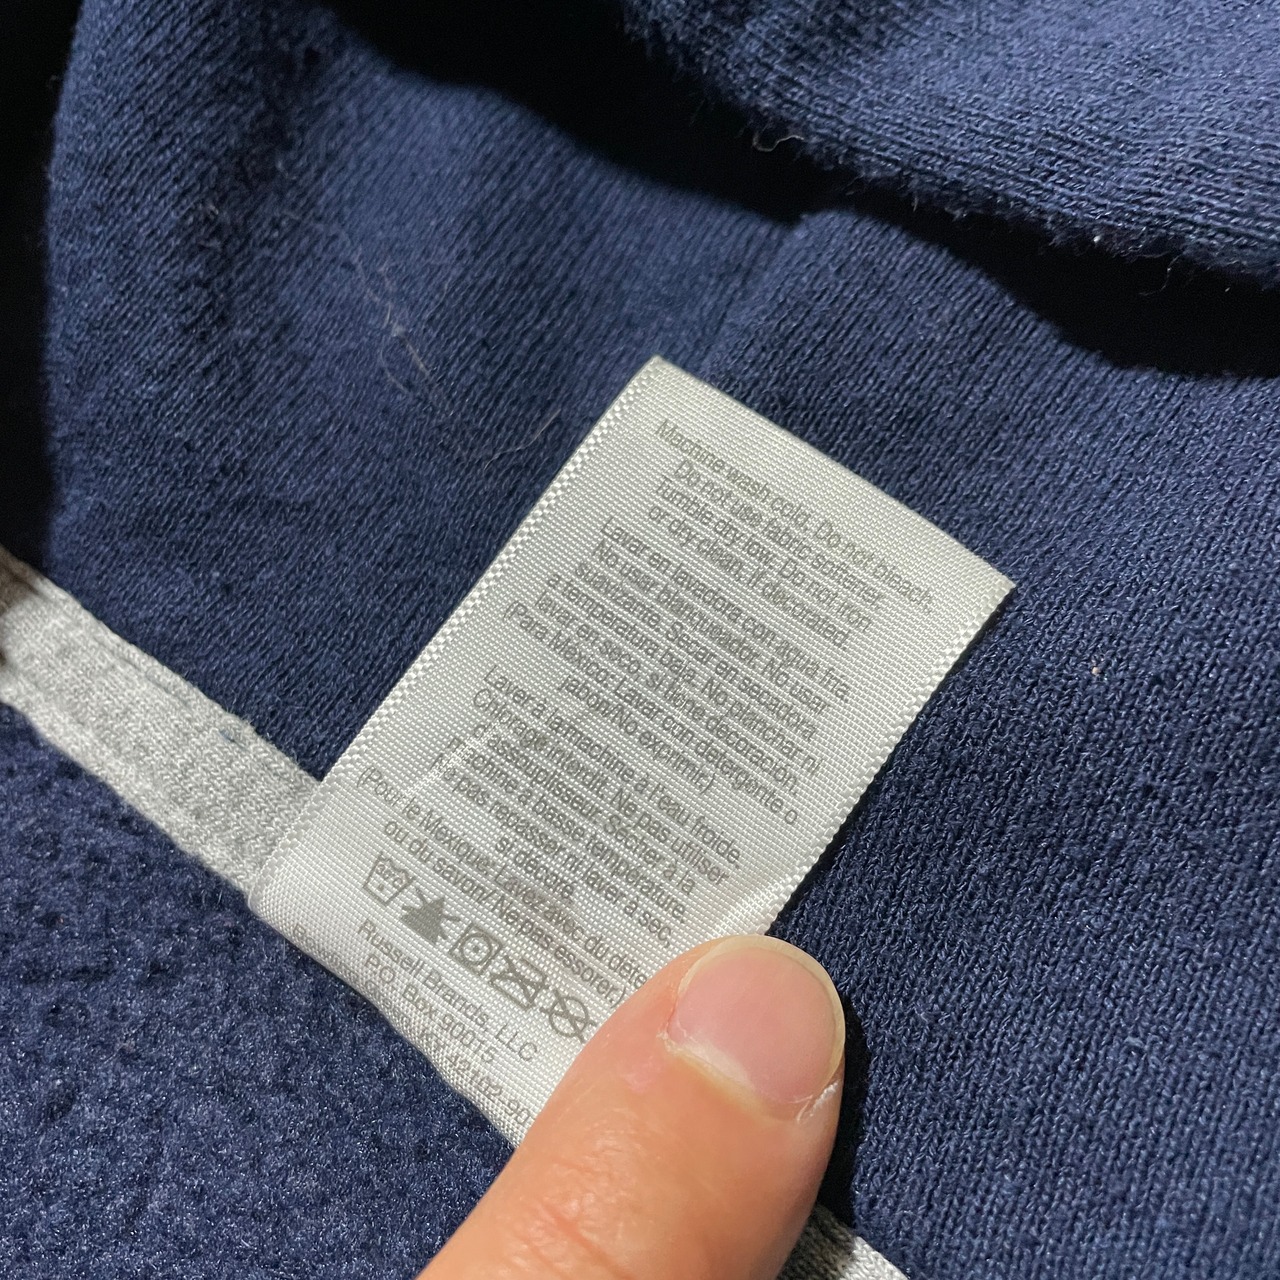 Machine wash cold. Do not bleach.
Do not use fabric softener.
Tumble dry low. Do not iron
or dry clean, if decorated.
Lavar en lavadora con agua fria.
No usar blanqueador. No usar
suavizante. Secar en secadora
a temperatura baja. No planchar, ni
lavar en seco, si tiene decoración.
(Para México: Lavar con detergente o
jabón/No exprimir.)
Laver à la machine à l'eau froide.
Chlorage interdit. Ne pas utiliser
d'assouplisseur. Sécher à la
machine à basse température.
Ne pas repasser ni laver à sec,
si décoré.
(Pour le Mexique: Lavez avec du déte
ou du savon/ Ne pas essorer.)
Russell Brands, LLC
P.O. Box 90015
42102-90